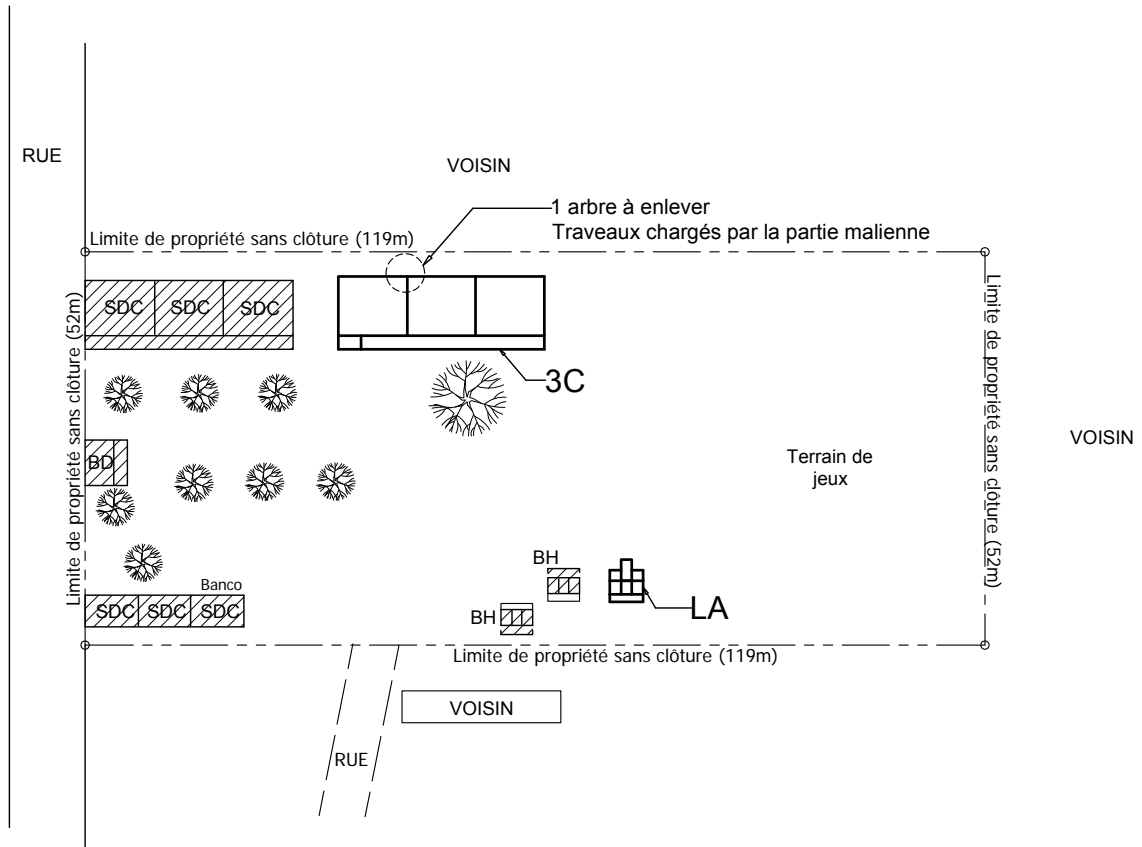 RUE
VOISIN
1 arbre à enlever
Traveaux chargés par la partie malienne
Limite de propriété sans clôture (119m)
SDC SDC SDC
Limite de propriété sans clôture (52m)
3C
Limite de propriété sans clôture (52m)
VOISIN
BD
Terrain de
jeux
BH
Banco
SDC SDC SDC
BH
LA
Limite de propriété sans clôture (119m)
VOISIN
RUE